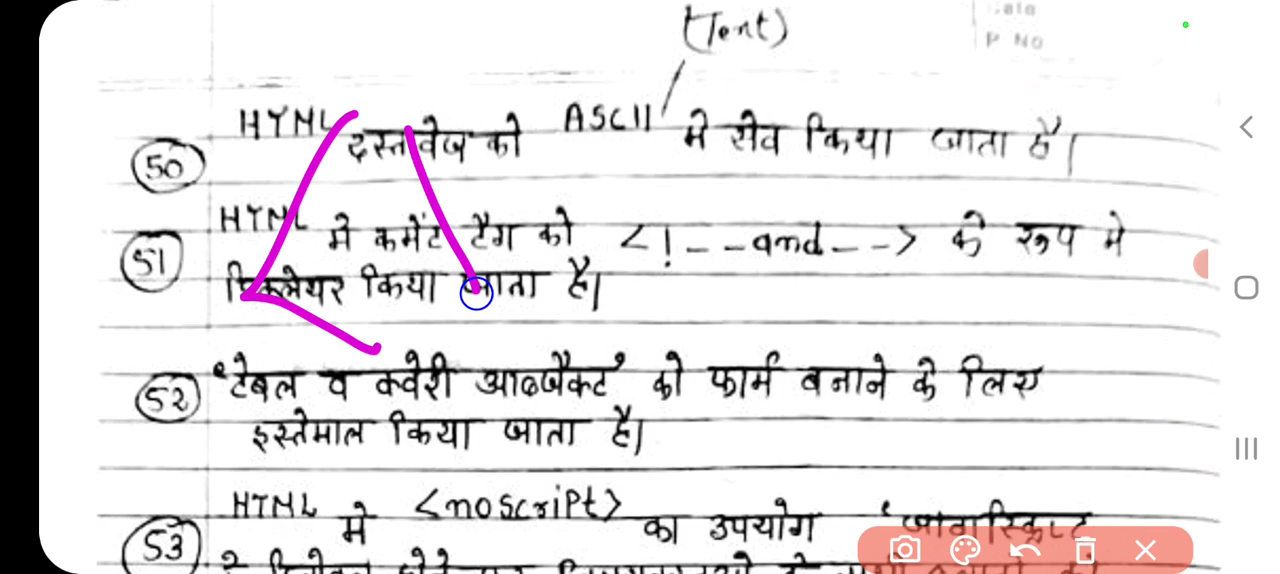 (Text)
P No
50 HTML दस्तावेज को ASCII/ मे सेव किया जाता है।
51 HTML मे कमेंट टैग को <!--and--> के रूप मे
डिक्लेयर किया जाता है।
52 'टेबल व क्वेरी आब्जैक्ट' को फार्म बनाने के लिए
इस्तेमाल किया जाता है।
53 HTML मे <noscript> का उपयोग